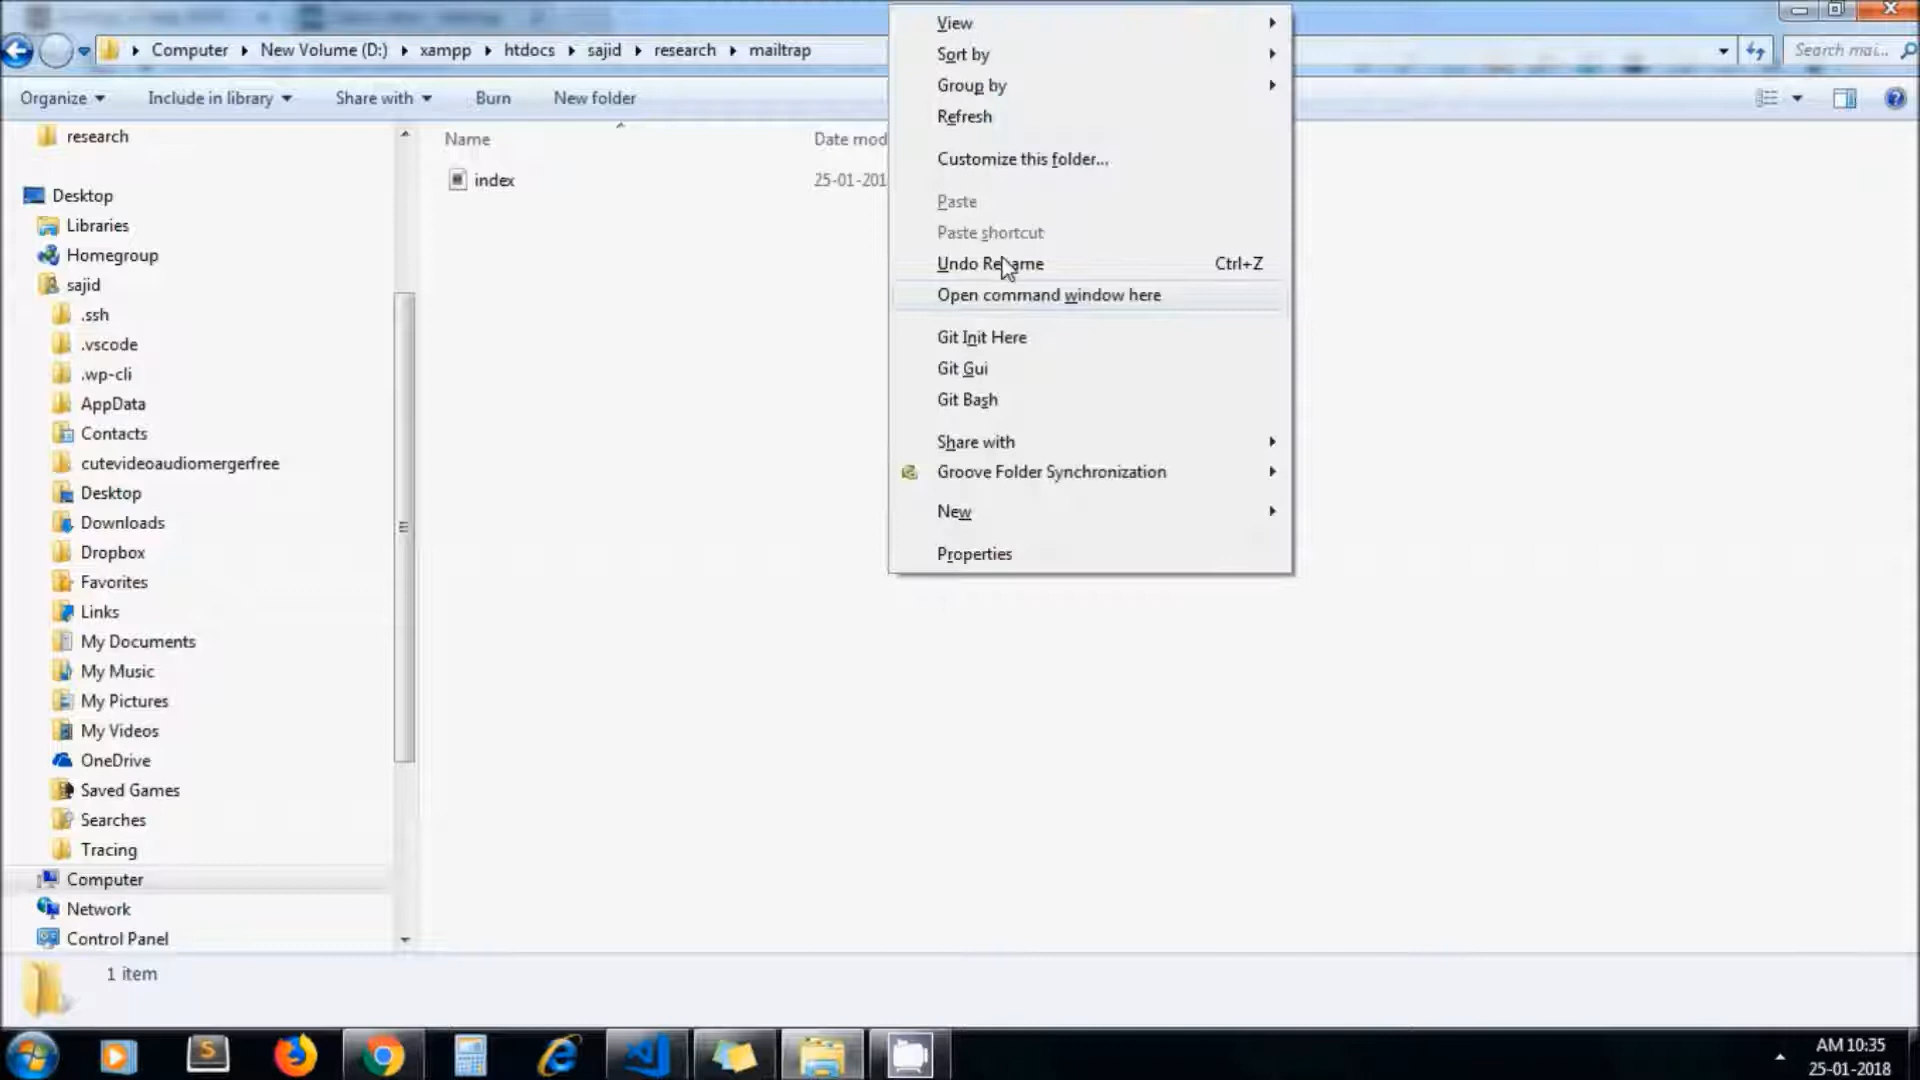 Computer New Volume (D:) xampp htdocs sajid research mailtrap
Search mai...
Organize Include in library Share with Burn New folder
research
Desktop
Libraries
Homegroup
sajid
.ssh
.vscode
.wp-cli
AppData
Contacts
cutevideoaudiomergerfree
Desktop
Downloads
Dropbox
Favorites
Links
My Documents
My Music
My Pictures
My Videos
OneDrive
Saved Games
Searches
Tracing
Computer
Network
Control Panel
Name Date mod
index 25-01-201
View
Sort by
Group by
Refresh
Customize this folder...
Paste
Paste shortcut
Undo Rename Ctrl+Z
Open command window here
Git Init Here
Git Gui
Git Bash
Share with
Groove Folder Synchronization
New
Properties
1 item
AM 10:35
25-01-2018